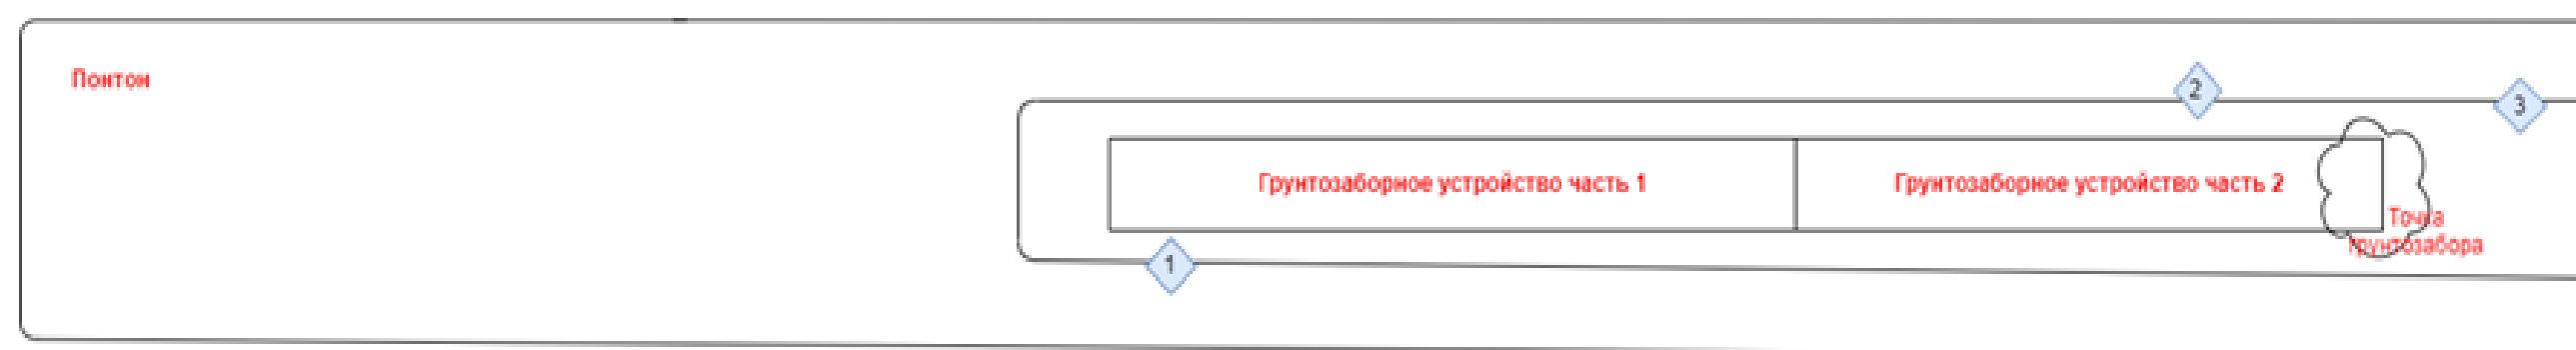 Понтон
2
3
Грунтозаборное устройство часть 1
Грунтозаборное устройство часть 2
Точка
грунтозабора
1